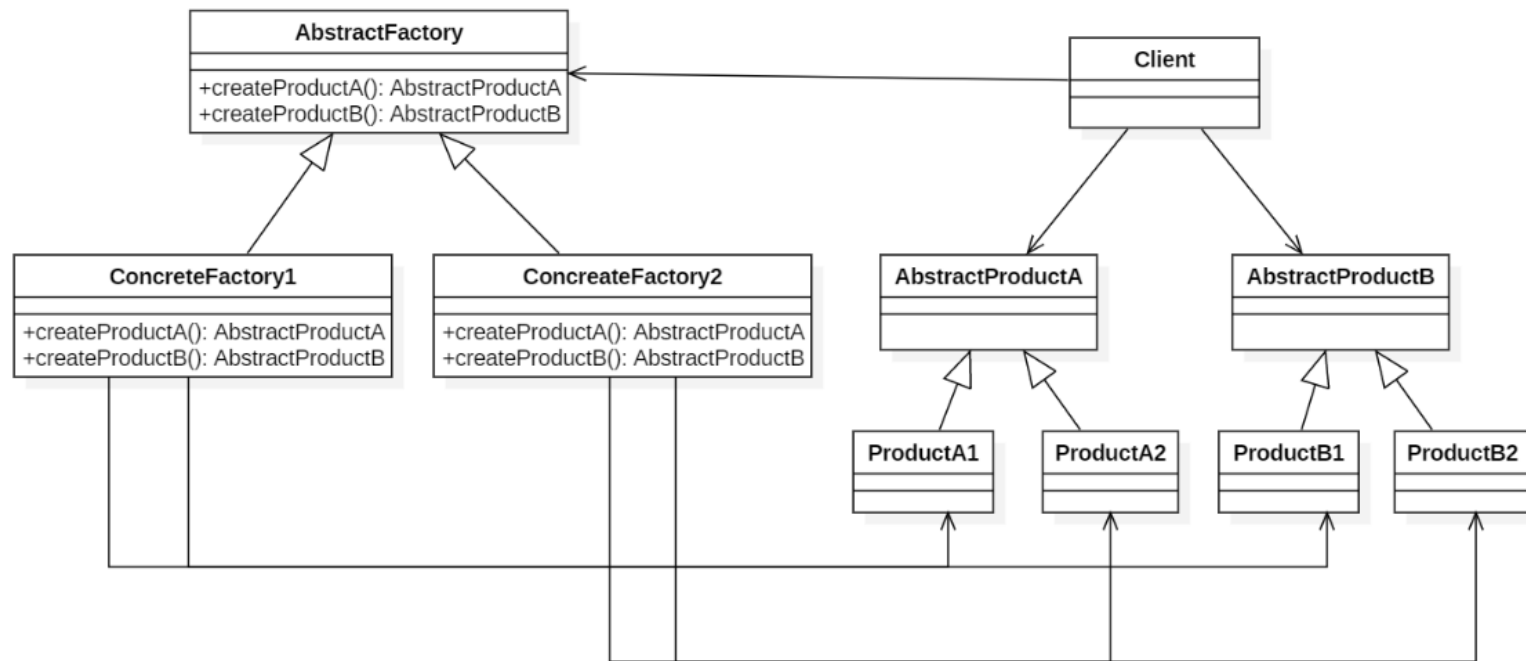 AbstractFactory
+createProductA(): AbstractProductA
+createProductB(): AbstractProductB
Client
ConcreteFactory1
+createProductA(): AbstractProductA
+createProductB(): AbstractProductB
ConcreateFactory2
+createProductA(): AbstractProductA
+createProductB(): AbstractProductB
AbstractProductA
AbstractProductB
ProductA1
ProductA2
ProductB1
ProductB2